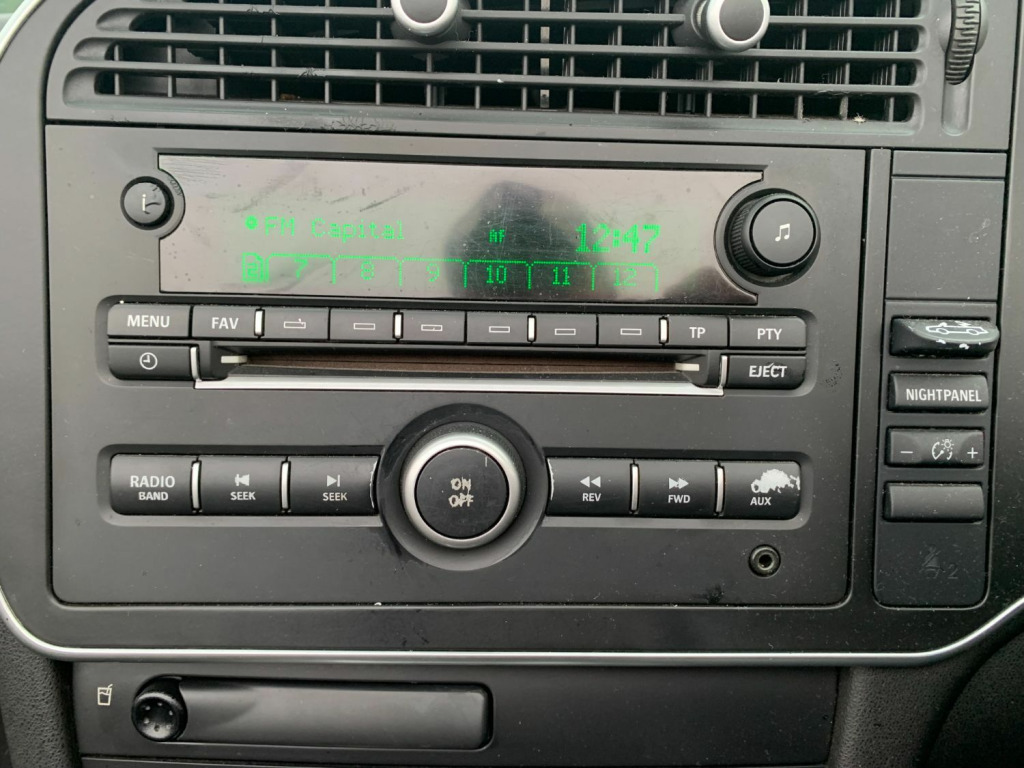 i
FM Capital AF 12:47
7 8 9 10 11 12
MENU FAV TP PTY
EJECT
NIGHTPANEL
- +
RADIO
BAND
SEEK
SEEK
ON
OFF
REV
FWD
AUX
2